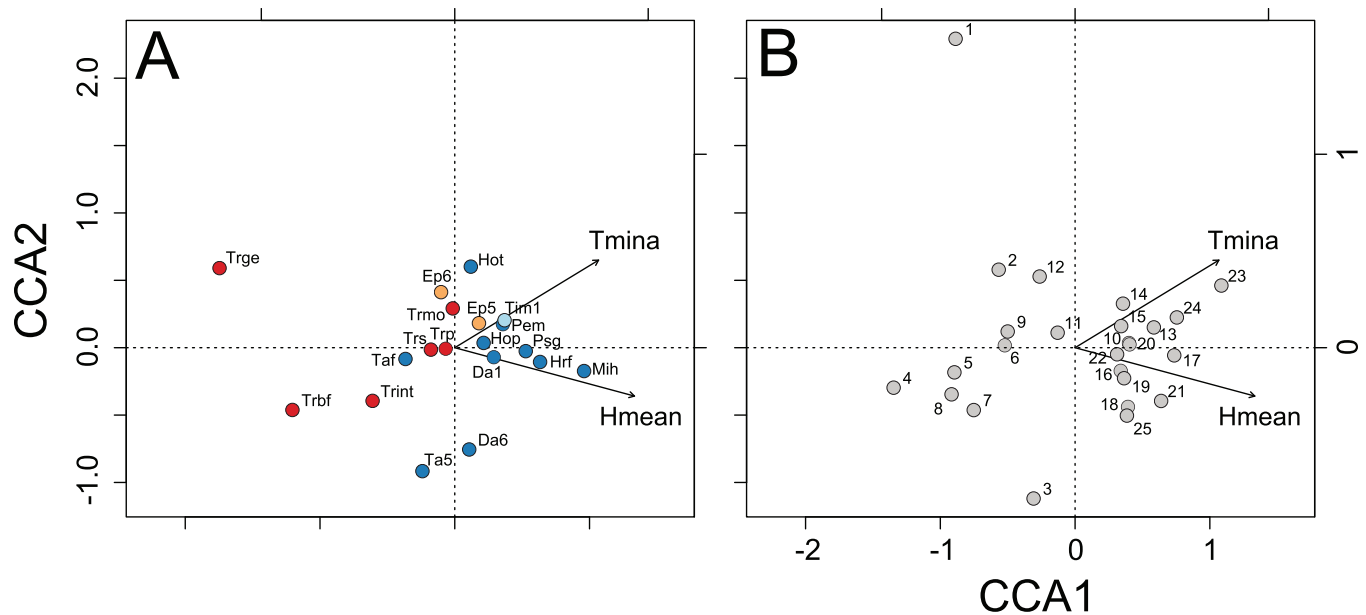 A
B
CCA2
2.0
1.0
0.0
-1.0
Trge
Hot
Ep6
Tmina
Trmo
Ep5
Tim1
Pem
Trs
Trp
Hop
Psg
Taf
Da1
Hrf
Mih
Trbf
Trint
Hmean
Da6
Ta5
1
2
12
Tmina
23
14
24
15
9
11
13
10
20
6
22
17
5
16
4
19
21
8
7
18
Hmean
25
3
1
0
-2
-1
0
1
CCA1